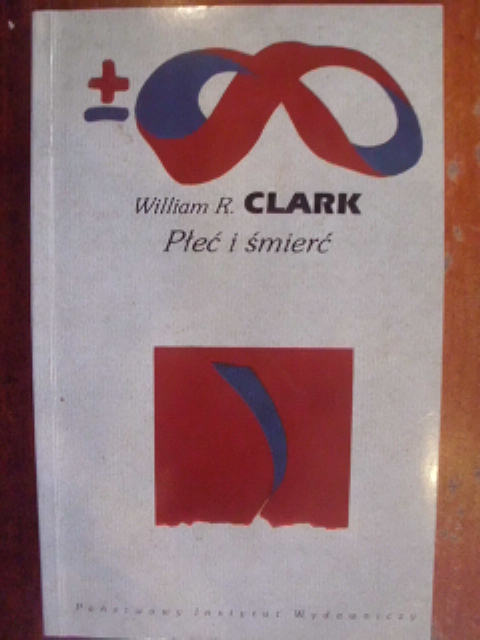 ±
William R. CLARK
Płeć i śmierć
Państwowy Instytut Wydawniczy